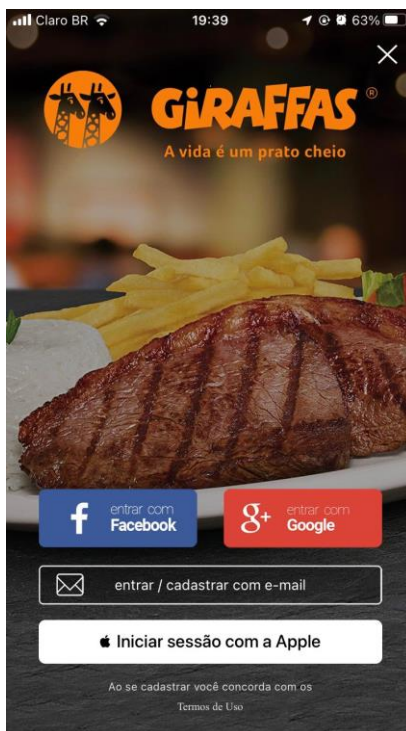 Claro BR 19:39 63%
GiRAFFAS ®
A vida é um prato cheio
entrar com
Facebook
g+ entrar com
Google
entrar / cadastrar com e-mail
Iniciar sessão com a Apple
Ao se cadastrar você concorda com os
Termos de Uso